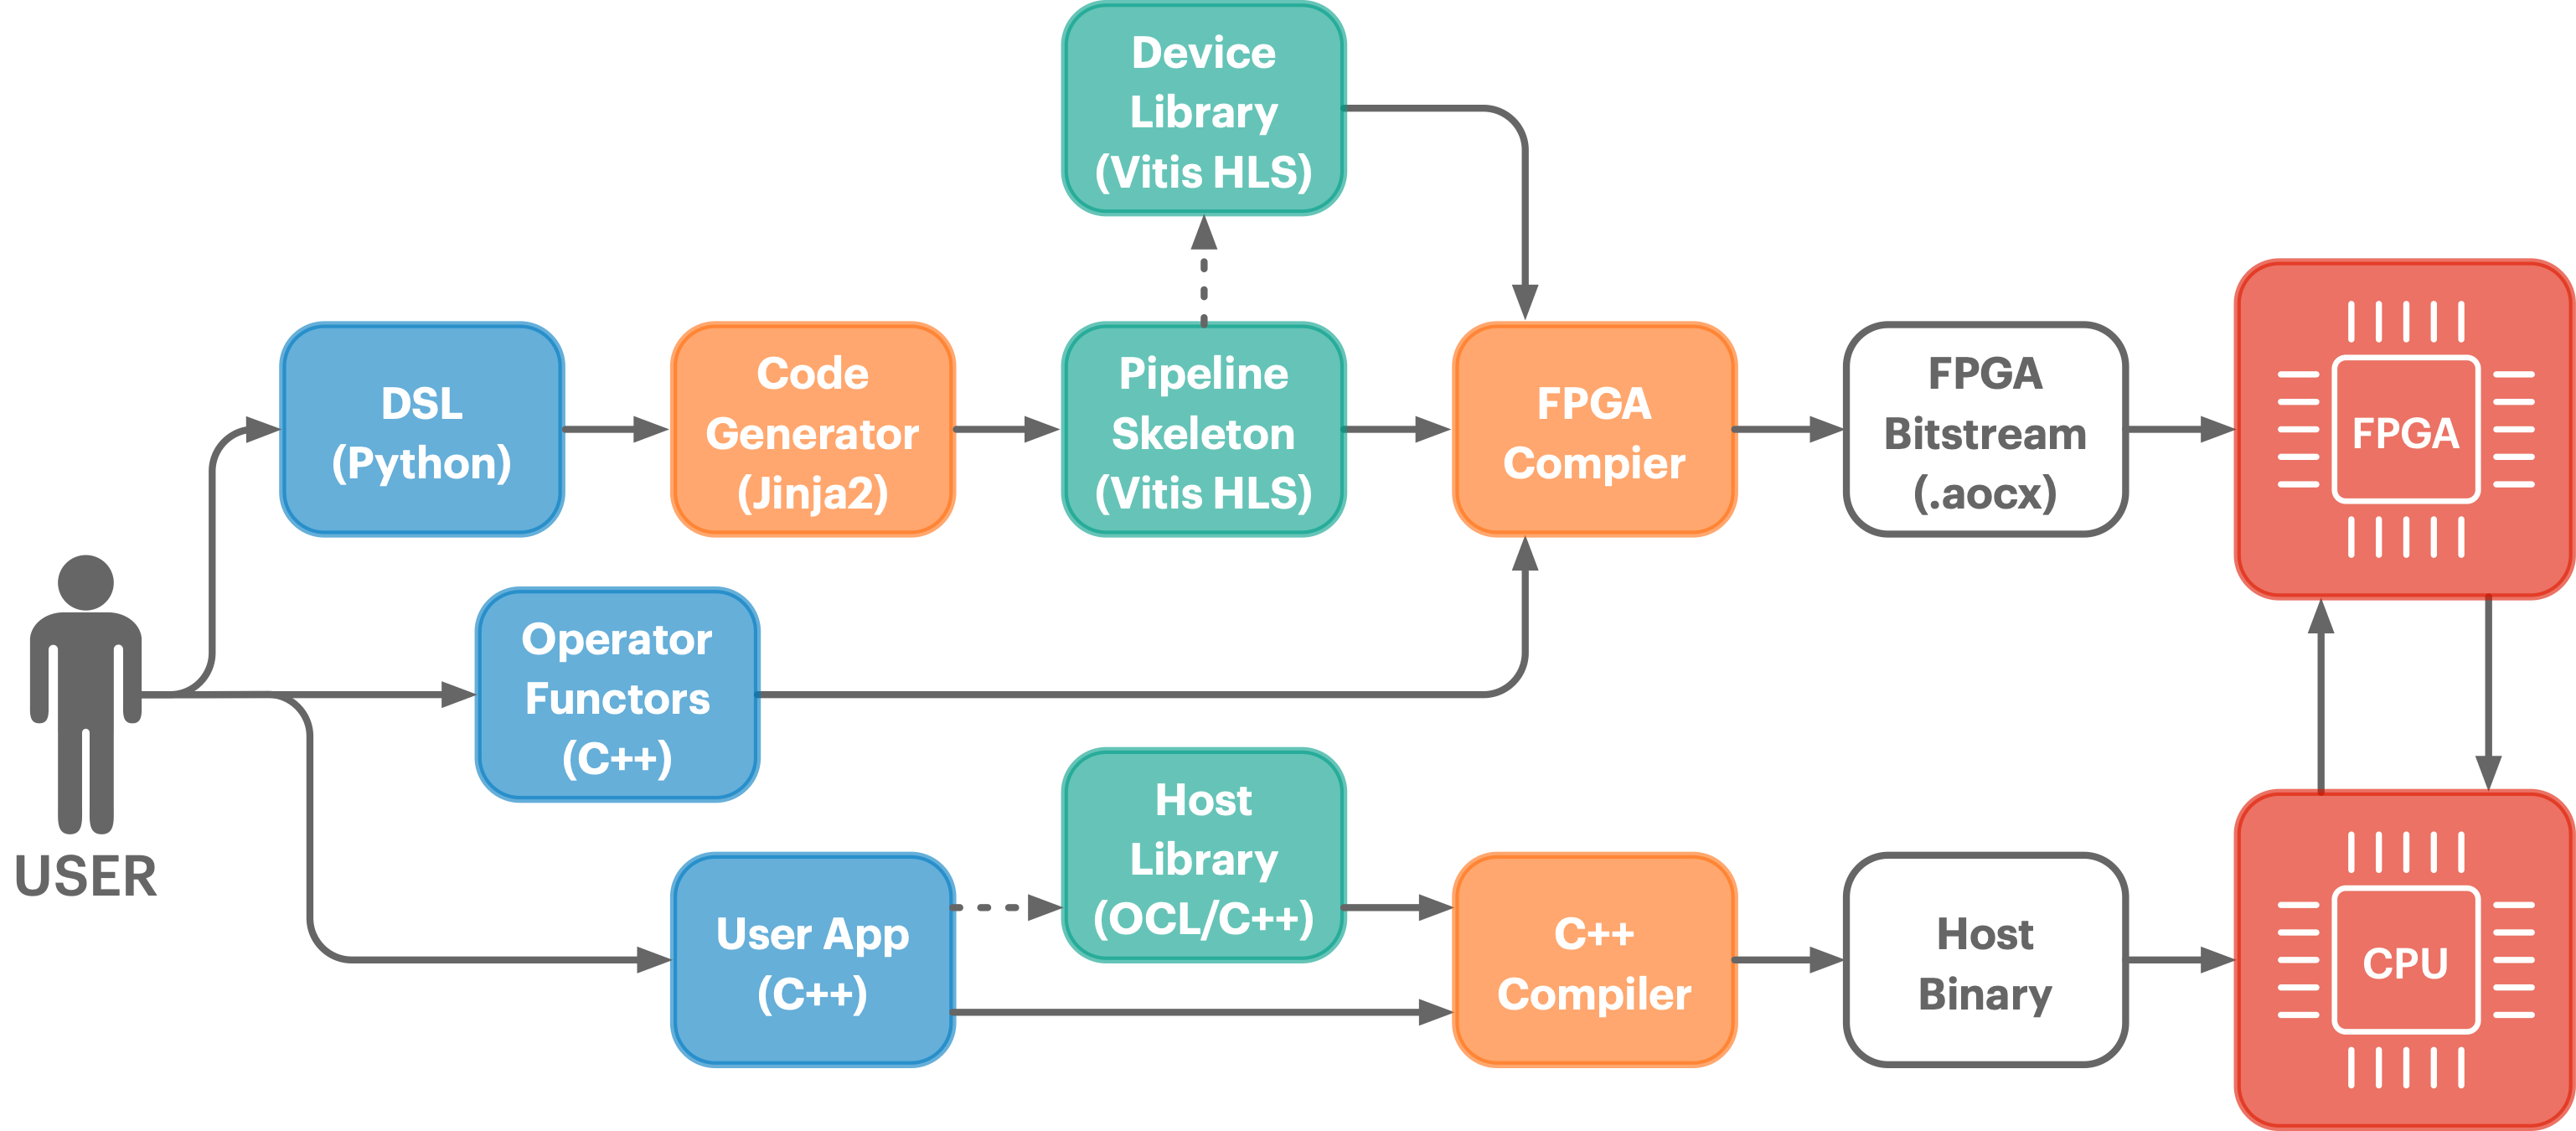 Device
Library
(Vitis HLS)
DSL
(Python)
Code
Generator
(Jinja2)
Pipeline
Skeleton
(Vitis HLS)
FPGA
Compier
FPGA
Bitstream
(.aocx)
FPGA
Operator
Functors
(C++)
USER
User App
(C++)
Host
Library
(OCL/C++)
C++
Compiler
Host
Binary
CPU